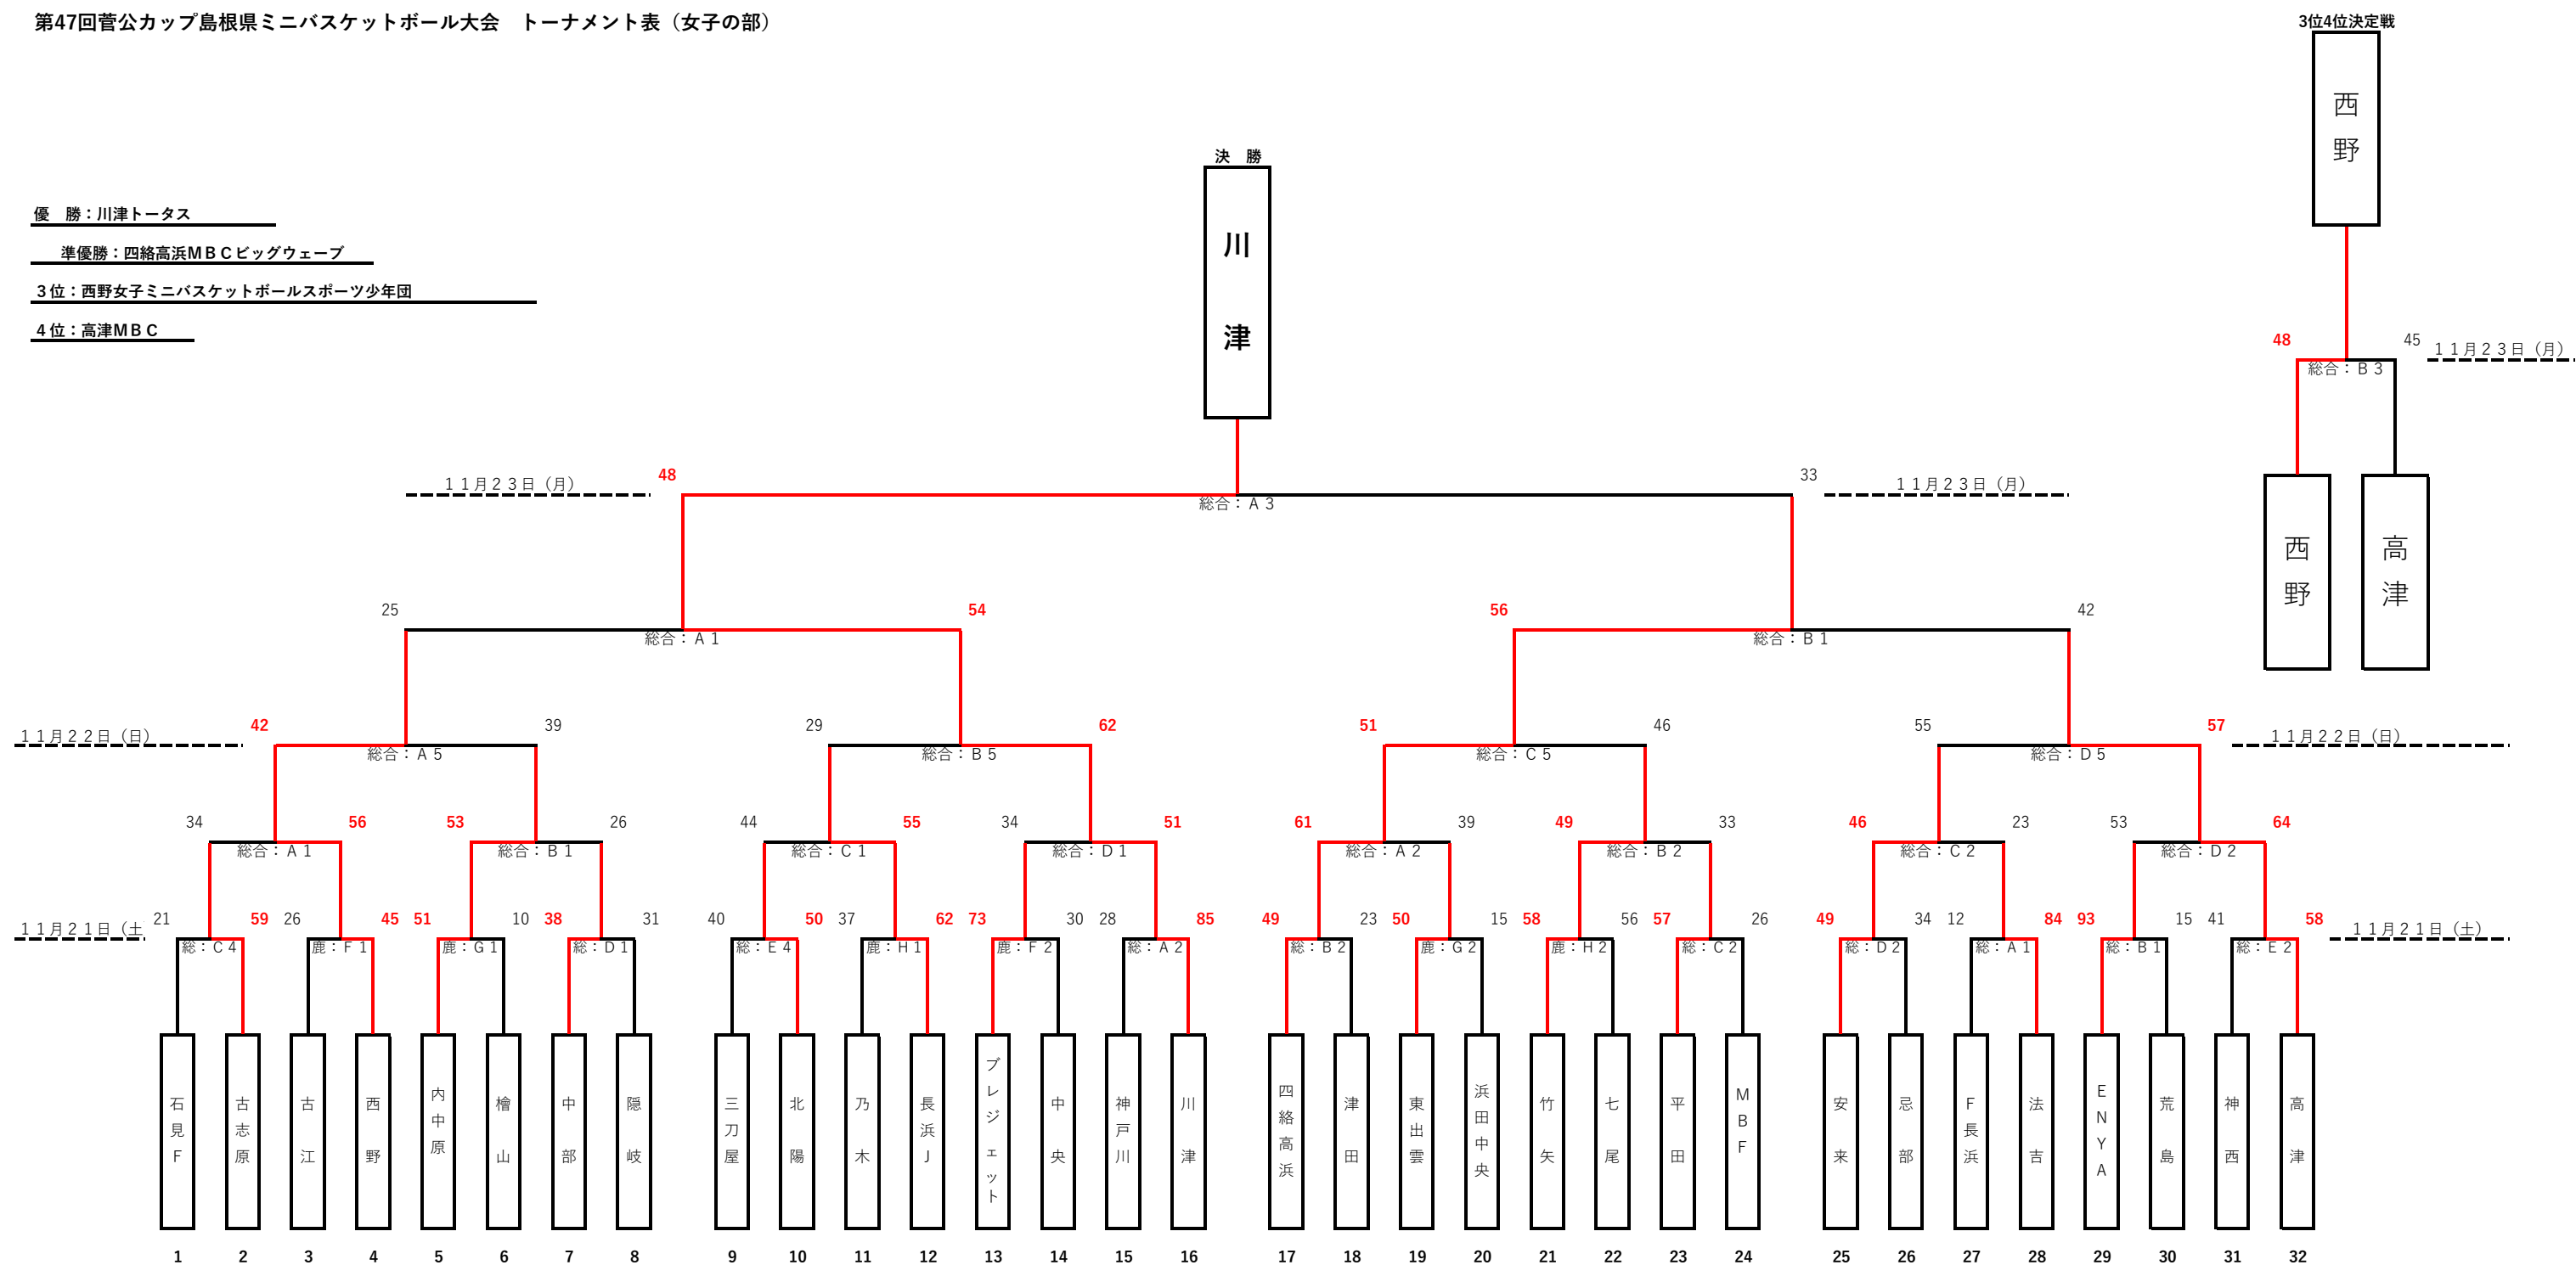 第47回菅公カップ島根県ミニバスケットボール大会　トーナメント表（女子の部）
3位4位決定戦
西野
決　勝
川津
優　勝：川津トータス
準優勝：四絡高浜ＭＢＣビッグウェーブ
３位：西野女子ミニバスケットボールスポーツ少年団
４位：高津ＭＢＣ
48 45 １１月２３日（月）
総合：Ｂ３
１１月２３日（月） 48 33 １１月２３日（月）
総合：Ａ３
西野 高津
25 54 56 42
総合：Ａ１ 総合：Ｂ１
１１月２２日（日） 42 39 29 62 51 46 55 57 １１月２２日（日）
総合：Ａ５ 総合：Ｂ５ 総合：Ｃ５ 総合：Ｄ５
34 56 53 26 44 55 34 51 61 39 49 33 46 23 53 64
総合：Ａ１ 総合：Ｂ１ 総合：Ｃ１ 総合：Ｄ１ 総合：Ａ２ 総合：Ｂ２ 総合：Ｃ２ 総合：Ｄ２
１１月２１日（土 21 59 26 45 51 10 38 31 40 50 37 62 73 30 28 85 49 23 50 15 58 56 57 26 49 34 12 84 93 15 41 58 １１月２１日（土）
総：Ｃ４ 鹿：Ｆ１ 鹿：Ｇ１ 総：Ｄ１ 総：Ｅ４ 鹿：Ｈ１ 鹿：Ｆ２ 総：Ａ２ 総：Ｂ２ 鹿：Ｇ２ 鹿：Ｈ２ 総：Ｃ２ 総：Ｄ２ 総：Ａ１ 総：Ｂ１ 総：Ｅ２
石見Ｆ 古志原 古江 西野 内中原 檜山 中部 隠岐 三刀屋 北陽 乃木 長浜Ｊ ブレジェット 中央 神戸川 川津 四絡高浜 津田 東出雲 浜田中央 竹矢 七尾 平田 ＭＢＦ 安来 忌部 Ｆ長浜 法吉 ＥＮＹＡ 荒島 神西 高津
1 2 3 4 5 6 7 8 9 10 11 12 13 14 15 16 17 18 19 20 21 22 23 24 25 26 27 28 29 30 31 32